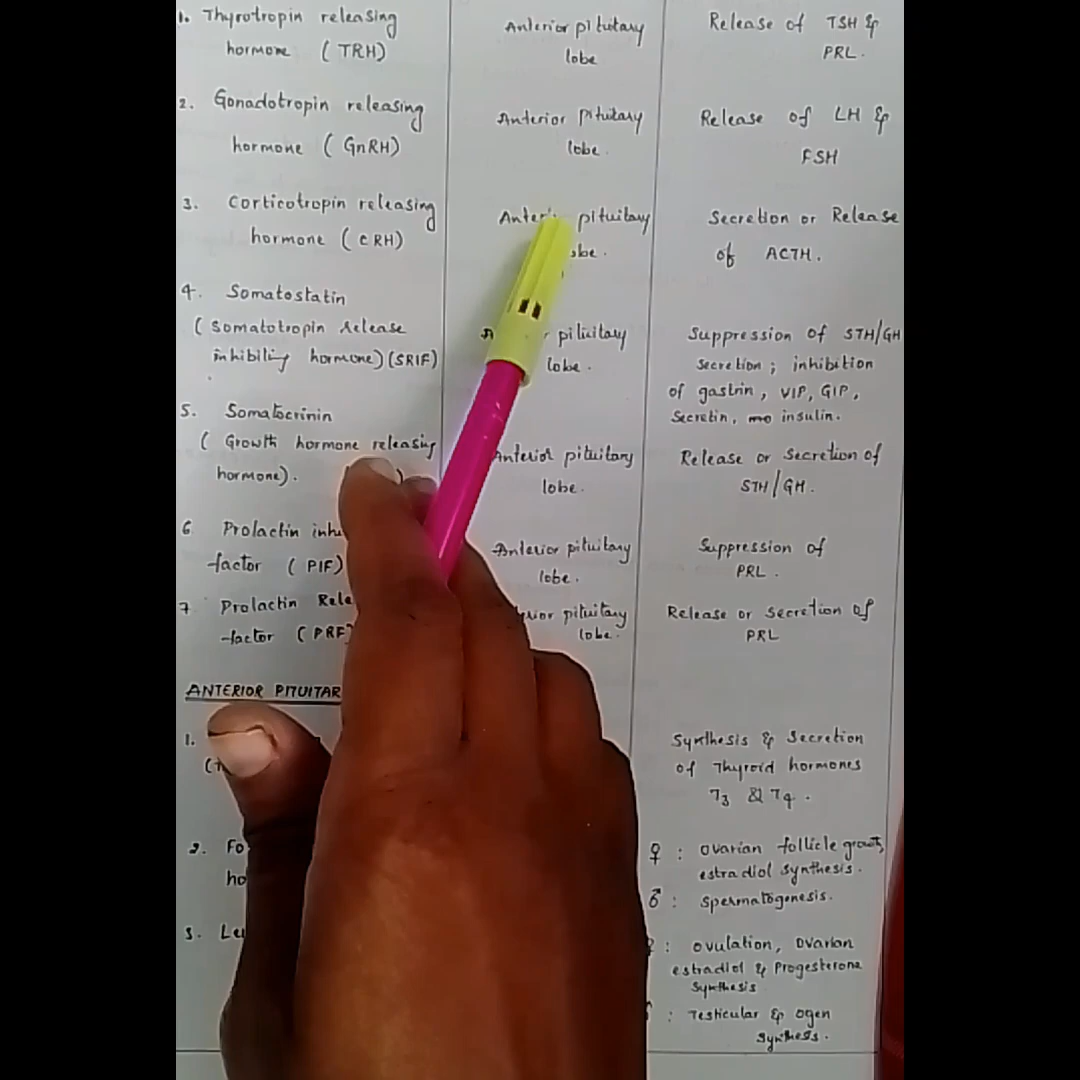 1. Thyrotropin releasing
hormone (TRH)
Anterior pitutary
lobe
Release of TSH &
PRL.
2. Gonadotropin releasing
hormone (GnRH)
Anterior pituitary
lobe.
Release of LH &
FSH
3. Corticotropin releasing
hormone (CRH)
pituitary
Secretion or Release
of ACTH.
4. Somatostatin
(Somatotropin release
inhibiting hormone) (SRIF)
pituitary
lobe.
Suppression of STH/GH
secretion; inhibition
of gastrin, VIP, GIP,
Secretin, insulin.
5. Somatocrinin
(Growth hormone releasing
hormone).
Anterior pituitary
lobe.
Release or Secretion of
STH/GH.
6 Prolactin
factor (PIF)
Anterior pituitary
lobe.
Suppression of
PRL.
7. Prolactin
factor (PRF)
pituitary
lobe.
Release or secretion of
PRL
ANTERIOR
1.
Synthesis & Secretion
of Thyroid hormones
T3 & T4.
2.
♀: ovarian follicle growth,
estradiol synthesis.
♂: spermatogenesis.
3.
: ovulation, ovarian
estradiol & Progesterone
Synthesis
: Testicular & ogen
synthesis.